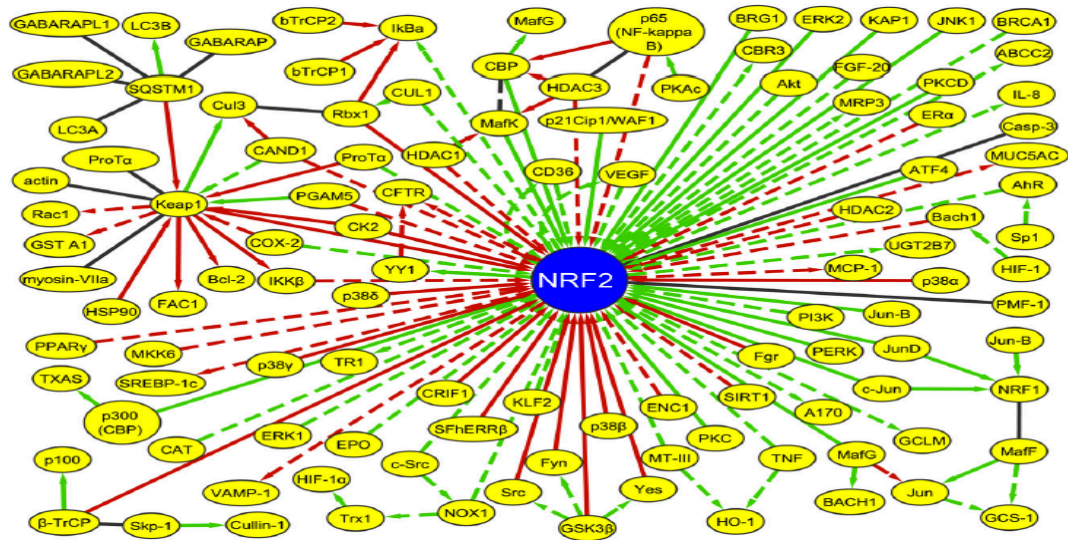 GABARAPL1
LC3B
bTrCP2
IkBa
MafG
p65
(NF-kappa
B)
BRG1
ERK2
KAP1
JNK1
BRCA1
GABARAP
CBR3
ABCC2
GABARAPL2
bTrCP1
CBP
HDAC3
PKAc
Akt
FGF-20
PKCD
SQSTM1
CUL1
IL-8
Cul3
Rbx1
MafK
p21Cip1/WAF1
MRP3
ERα
Casp-3
LC3A
CAND1
HDAC1
MUC5AC
ProTα
ProTα
CD36
VEGF
ATF4
actin
CFTR
AhR
Keap1
PGAM5
HDAC2
Bach1
Rac1
CK2
Sp1
GST A1
COX-2
UGT2B7
myosin-VIIa
Bcl-2
IKKβ
YY1
NRF2
MCP-1
HIF-1
p38α
HSP90
FAC1
p38δ
PMF-1
PI3K
Jun-B
PPARγ
MKK6
Jun-B
TXAS
SREBP-1c
p38γ
TR1
Fgr
PERK
JunD
p300
(CBP)
CRIF1
KLF2
ENC1
SIRT1
c-Jun
NRF1
CAT
ERK1
EPO
SFhERRβ
p38β
PKC
A170
GCLM
p100
HIF-1α
c-Src
Fyn
MT-III
TNF
MafG
MafF
VAMP-1
Src
Yes
Jun
β-TrCP
Skp-1
Cullin-1
Trx1
NOX1
GSK3β
HO-1
BACH1
GCS-1